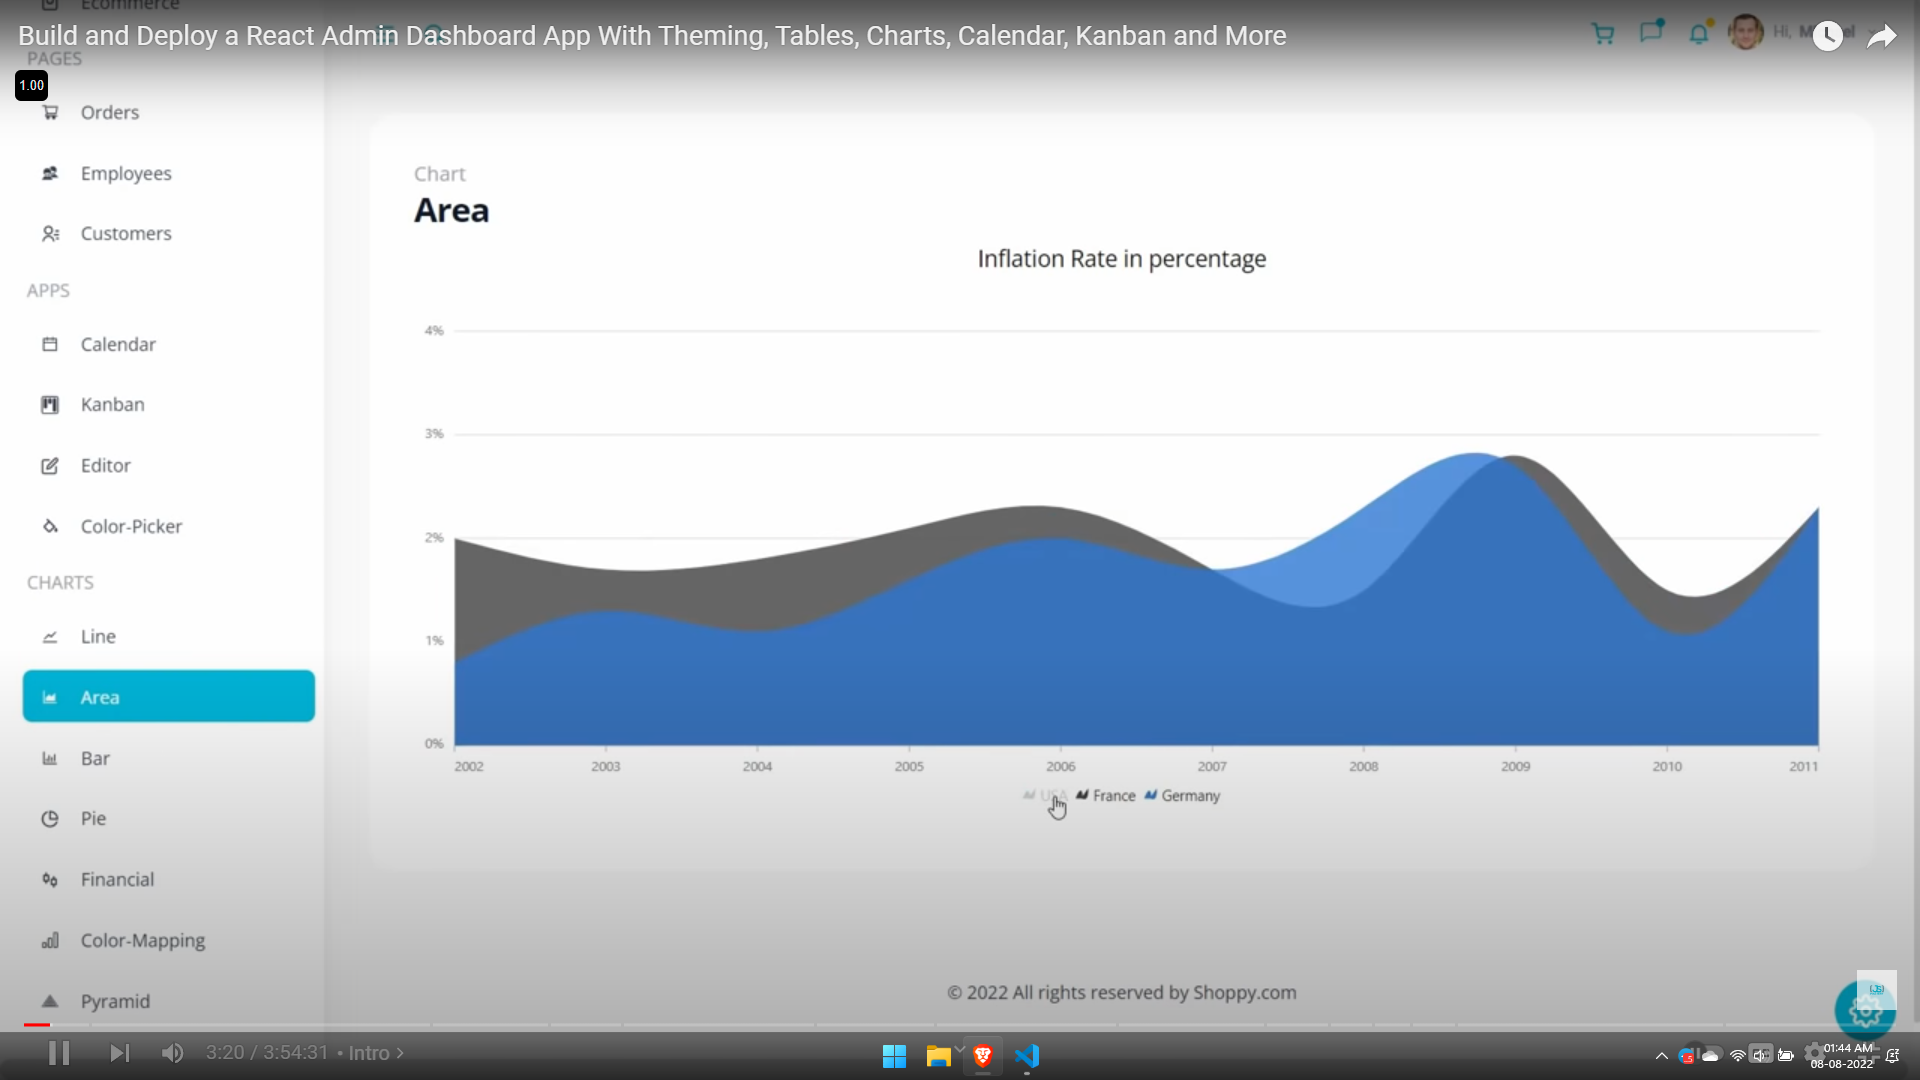 Ecommerce
Build and Deploy a React Admin Dashboard App With Theming, Tables, Charts, Calendar, Kanban and More
Hi,
PAGES
1.00
Orders
Employees
Customers
APPS
Calendar
Kanban
Editor
Color-Picker
CHARTS
Line
Area
Bar
Pie
Financial
Color-Mapping
Pyramid
Chart
Area
Inflation Rate in percentage
4%
3%
2%
1%
0%
2002 2003 2004 2005 2006 2007 2008 2009 2010 2011
USA France Germany
© 2022 All rights reserved by Shoppy.com
3:20 / 3:54:31 • Intro >
01:44 AM
08-08-2022